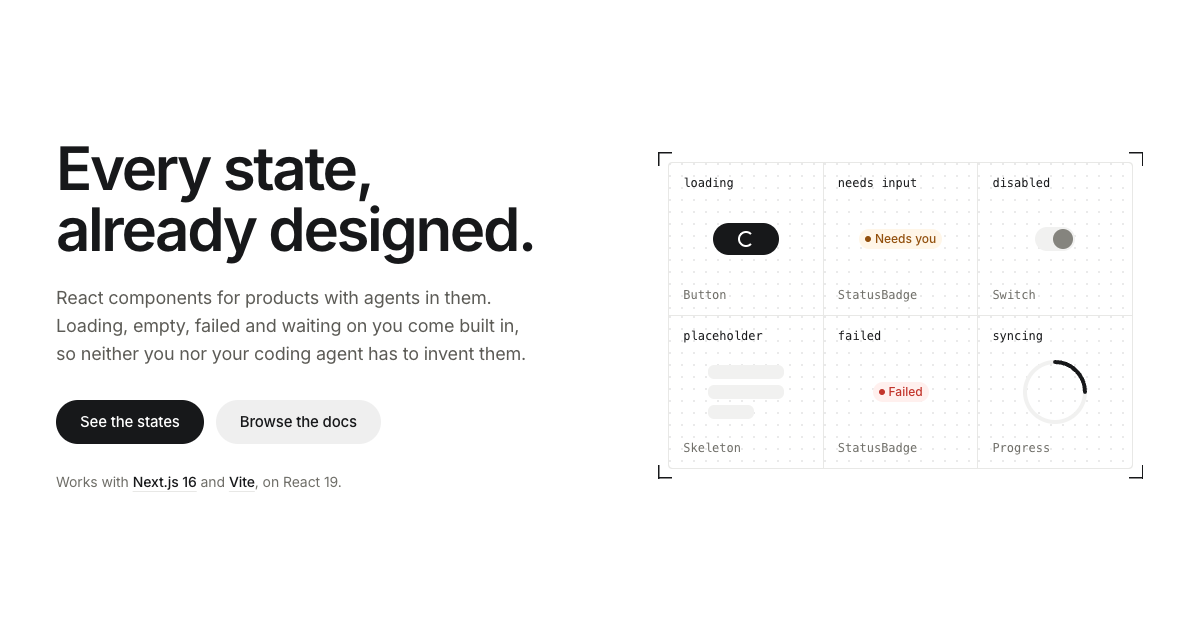 Every state,
already designed.
React components for products with agents in them.
Loading, empty, failed and waiting on you come built in,
so neither you nor your coding agent has to invent them.
See the states
Browse the docs
Works with Next.js 16 and Vite, on React 19.
loading
needs input
disabled
Needs you
Button
StatusBadge
Switch
placeholder
failed
syncing
Failed
Skeleton
StatusBadge
Progress